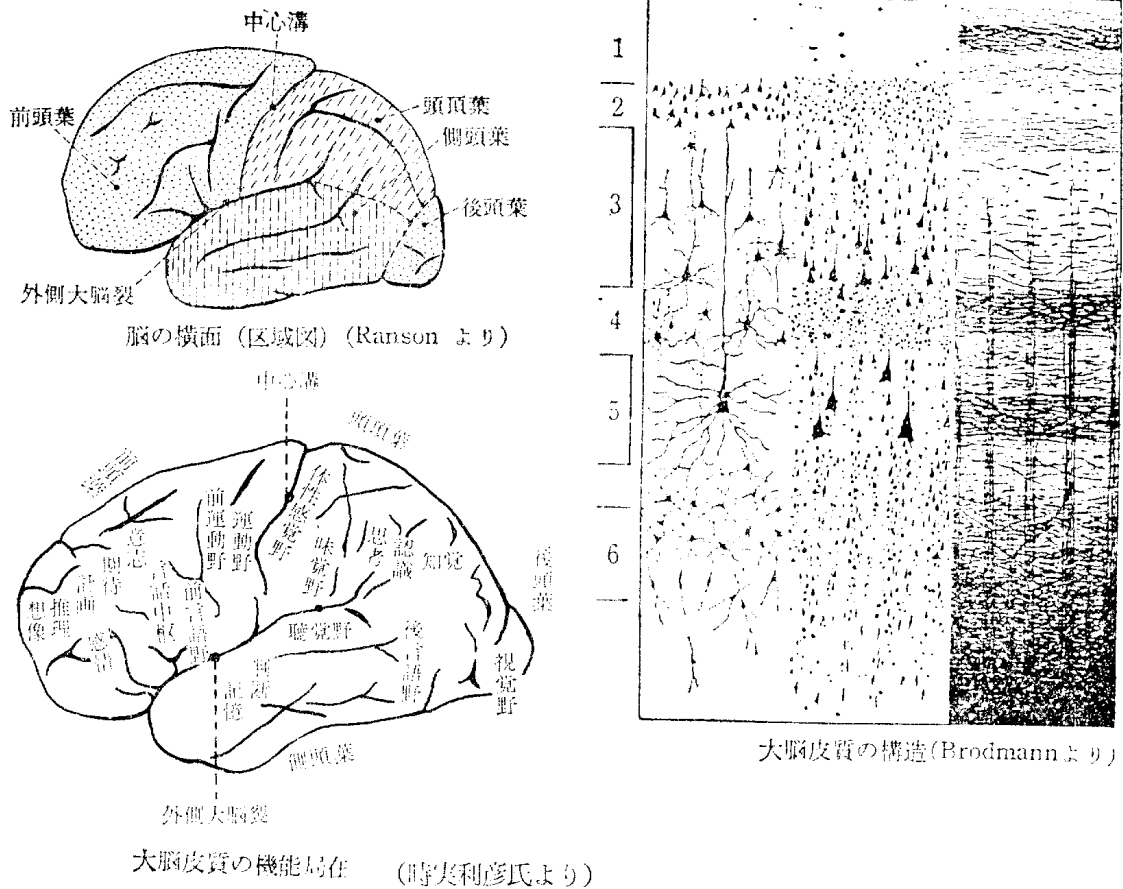 中心溝
前頭葉
頭頂葉
側頭葉
後頭葉
外側大脳裂
脳の横面 (区域図) (Ranson より)
中心溝
頭頂葉
後頭葉
前運動野
運動野
体性感覚野
味覚野
思考
認識
知覚
意志
期待
計画
推理
想像
感情
前言語野
聴覚野
後言語野
視覚野
判断
記憶
側頭葉
外側大脳裂
大脳皮質の機能局在 (時実利彦氏より)
1
2
3
4
5
6
大脳皮質の構造(Brodmannより)